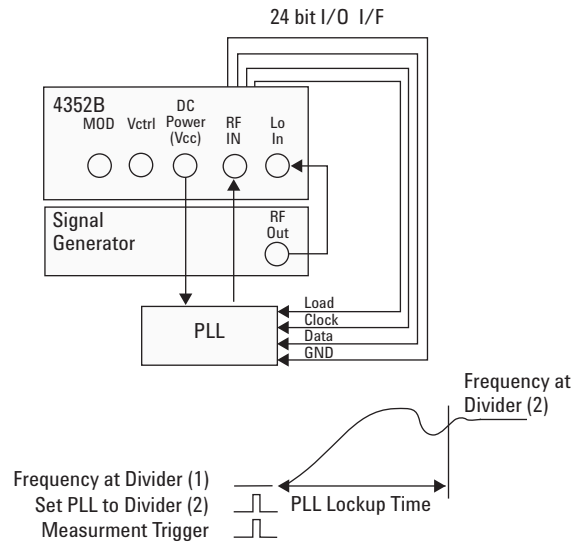 24 bit I/O I/F
4352B
MOD
Vctrl
DC
Power
(Vcc)
RF
IN
Lo
In
Signal
Generator
RF
Out
PLL
Load
Clock
Data
GND
Frequency at
Divider (2)
Frequency at Divider (1)
Set PLL to Divider (2)
PLL Lockup Time
Measurment Trigger